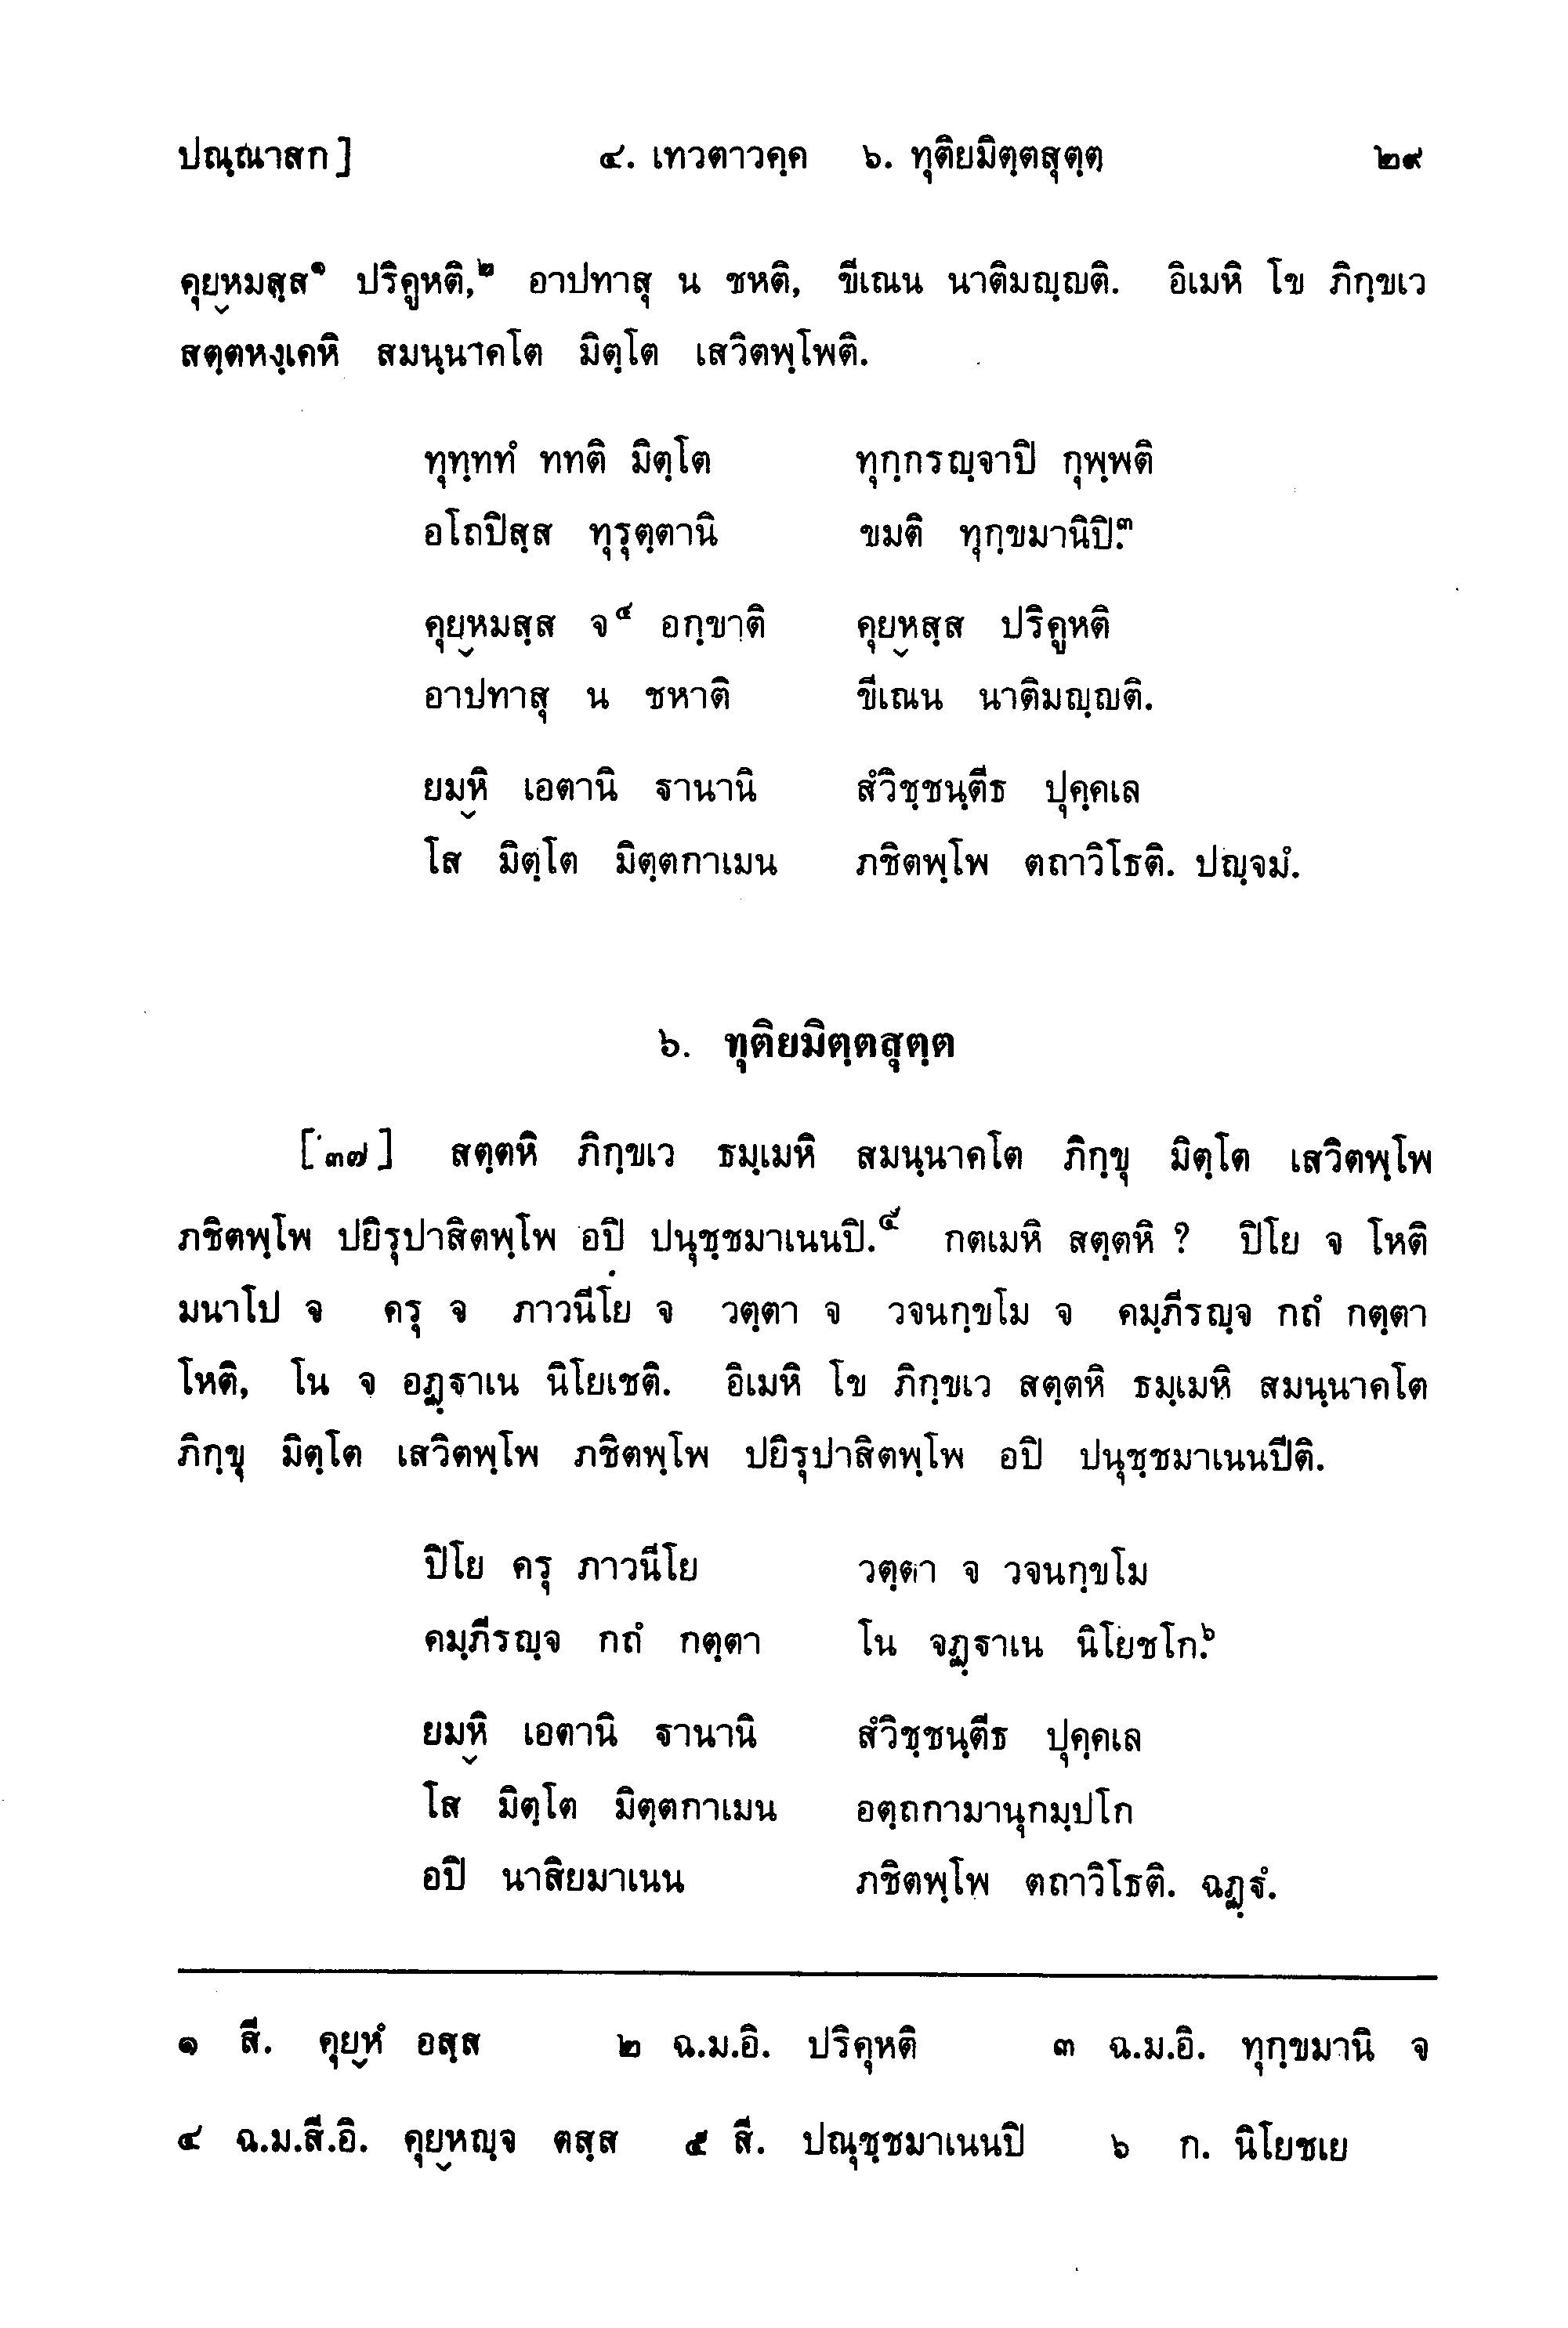 ปณฺณาสก] ๔. เทวตาวคฺค ๖. ทุติยมิตฺตสุตฺต ๒๙
คุยฺหมสฺส๑ ปริคูหติ,๒ อาปทาสุ น ชหติ, ขีเณน นาติมญฺญติ. อิเมหิ โข ภิกฺขเว
สตฺตหงฺเคหิ สมนฺนาคโต มิตฺโต เสวิตพฺโพติ.
ทุทฺททํ ททติ มิตฺโต ทุกฺกรญฺจาปิ กุพฺพติ
อโถปิสฺส ทุรุตฺตานิ ขมติ ทุกฺขมานิปิ.๓
คุยฺหมสฺส จ๔ อกฺขาติ คุยฺหสฺส ปริคูหติ
อาปทาสุ น ชหาติ ขีเณน นาติมญฺญติ.
ยมฺหิ เอตานิ ฐานานิ สํวิชฺชนฺตีธ ปุคฺคเล
โส มิตฺโต มิตฺตกาเมน ภชิตพฺโพ ตถาวิโธติ. ปญฺจมํ.
๖. ทุติยมิตฺตสุตฺต
[๓๗] สตฺตหิ ภิกฺขเว ธมฺเมหิ สมนฺนาคโต ภิกฺขุ มิตฺโต เสวิตพฺโพ
ภชิตพฺโพ ปยิรุปาสิตพฺโพ อปิ ปนุชฺชมาเนนปิ.๕ กตเมหิ สตฺตหิ ? ปิโย จ โหติ
มนาโป จ ครุ จ ภาวนีโย จ วตฺตา จ วจนกฺขโม จ คมฺภีรญฺจ กถํ กตฺตา
โหติ, โน จ อฏฺฐาเน นิโยเชติ. อิเมหิ โข ภิกฺขเว สตฺตหิ ธมฺเมหิ สมนฺนาคโต
ภิกฺขุ มิตฺโต เสวิตพฺโพ ภชิตพฺโพ ปยิรุปาสิตพฺโพ อปิ ปนุชฺชมาเนนปีติ.
ปิโย ครุ ภาวนีโย วตฺตา จ วจนกฺขโม
คมฺภีรญฺจ กถํ กตฺตา โน จฏฺฐาเน นิโยชโก.๖
ยมฺหิ เอตานิ ฐานานิ สํวิชฺชนฺตีธ ปุคฺคเล
โส มิตฺโต มิตฺตกาเมน อตฺถกามานุกมฺปโก
อปิ นาสิยมาเนน ภชิตพฺโพ ตถาวิโธติ. ฉฏฺฐํ.
๑ สี. คุยฺหํ อสฺส ๒ ฉ.ม.อิ. ปริคุหติ ๓ ฉ.ม.อิ. ทุกฺขมานิ จ
๔ ฉ.ม.สี.อิ. คุยฺหญฺจ ตสฺส ๕ สี. ปณุชฺชมาเนนปิ ๖ ก. นิโยชเย